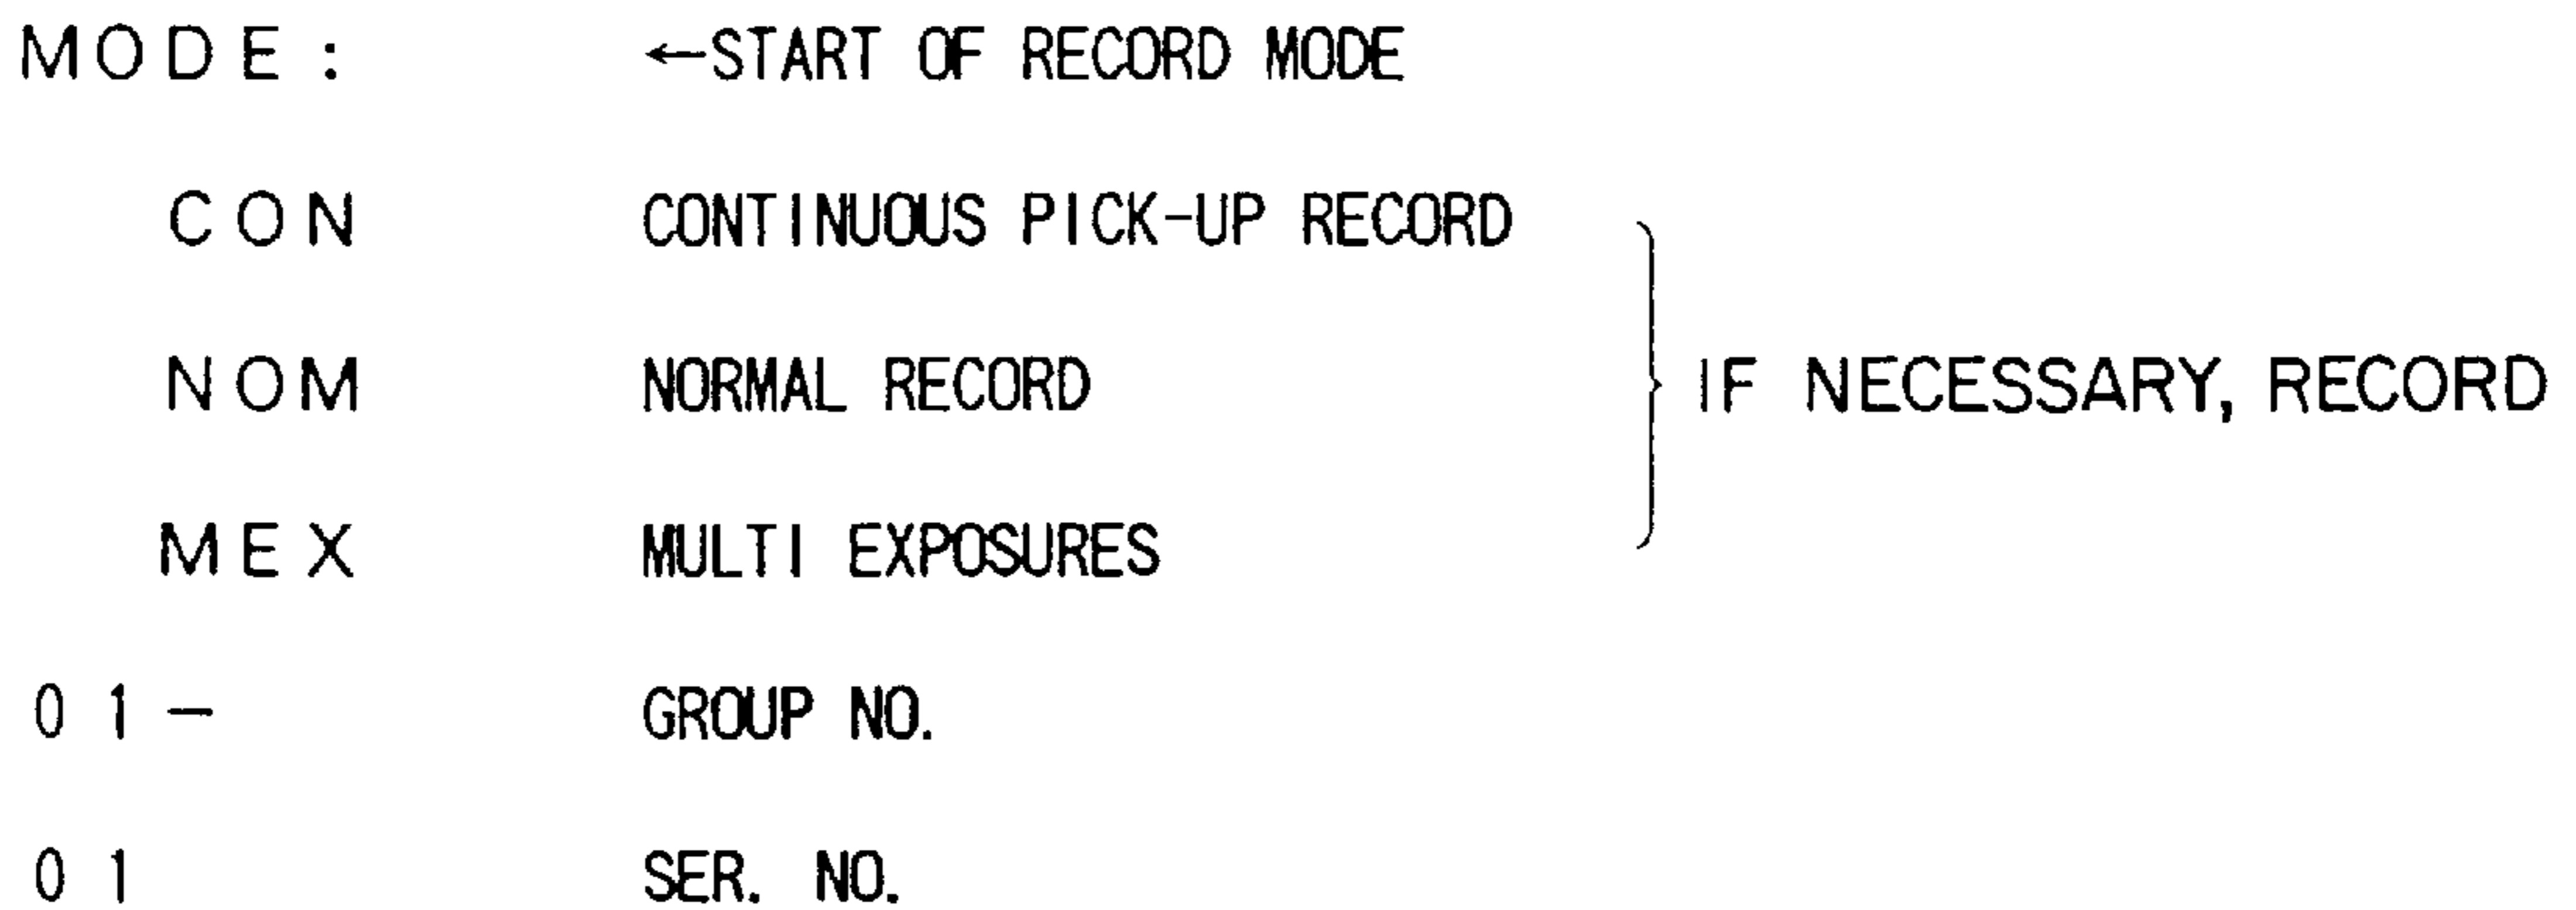 MODE: ←START OF RECORD MODE
CON CONTINUOUS PICK-UP RECORD
NOM NORMAL RECORD IF NECESSARY, RECORD
MEX MULTI EXPOSURES
01- GROUP NO.
01 SER. NO.